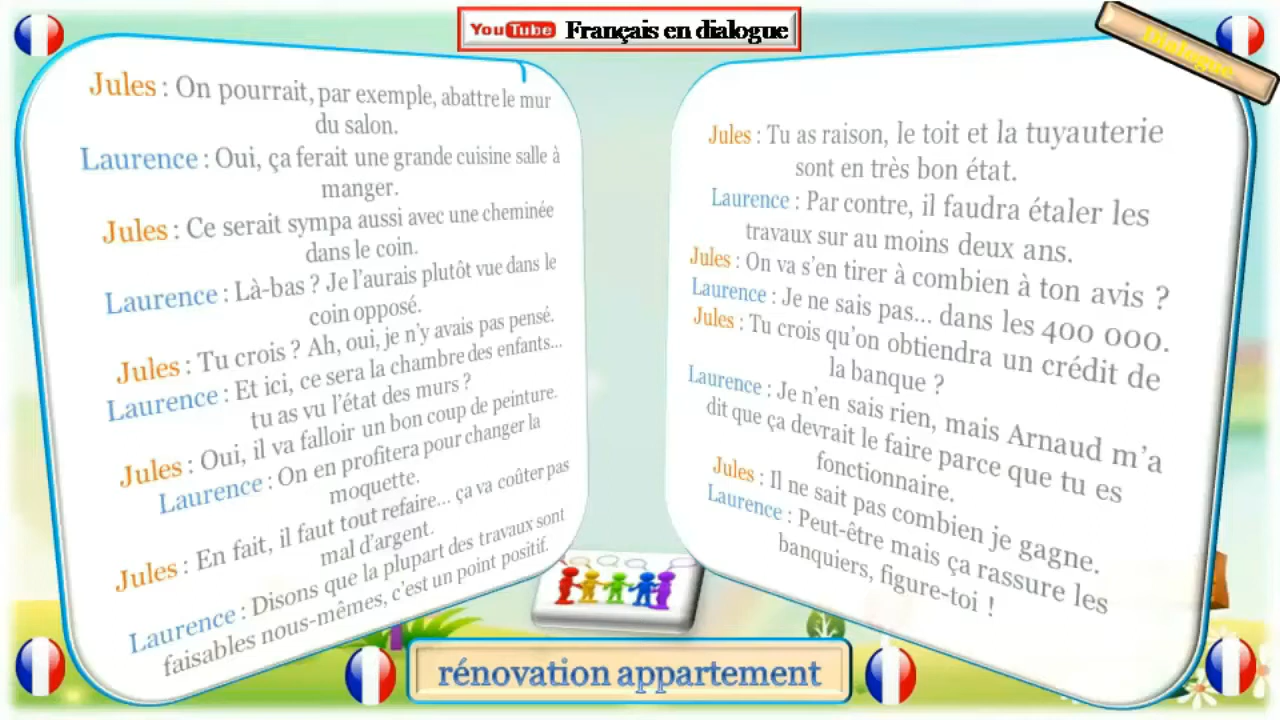 YouTube Français en dialogue
Dialogue
Jules : On pourrait, par exemple, abattre le mur
du salon.
Laurence : Oui, ça ferait une grande cuisine salle à
manger.
Jules : Ce serait sympa aussi avec une cheminée
dans le coin.
Laurence : Là-bas ? Je l'aurais plutôt vue dans le
coin opposé.
Jules : Tu crois ? Ah, oui, je n'y avais pas pensé.
Laurence : Et ici, ce sera la chambre des enfants...
tu as vu l'état des murs ?
Jules : Oui, il va falloir un bon coup de peinture.
Laurence : On en profitera pour changer la
moquette.
Jules : En fait, il faut tout refaire... ça va coûter pas
mal d'argent.
Laurence : Disons que la plupart des travaux sont
faisables nous-mêmes, c'est un point positif.
Jules : Tu as raison, le toit et la tuyauterie
sont en très bon état.
Laurence : Par contre, il faudra étaler les
travaux sur au moins deux ans.
Jules : On va s'en tirer à combien à ton avis ?
Laurence : Je ne sais pas... dans les 400 000.
Jules : Tu crois qu'on obtiendra un crédit de
la banque ?
Laurence : Je n'en sais rien, mais Arnaud m'a
dit que ça devrait le faire parce que tu es
fonctionnaire.
Jules : Il ne sait pas combien je gagne.
Laurence : Peut-être mais ça rassure les
banquiers, figure-toi !
rénovation appartement